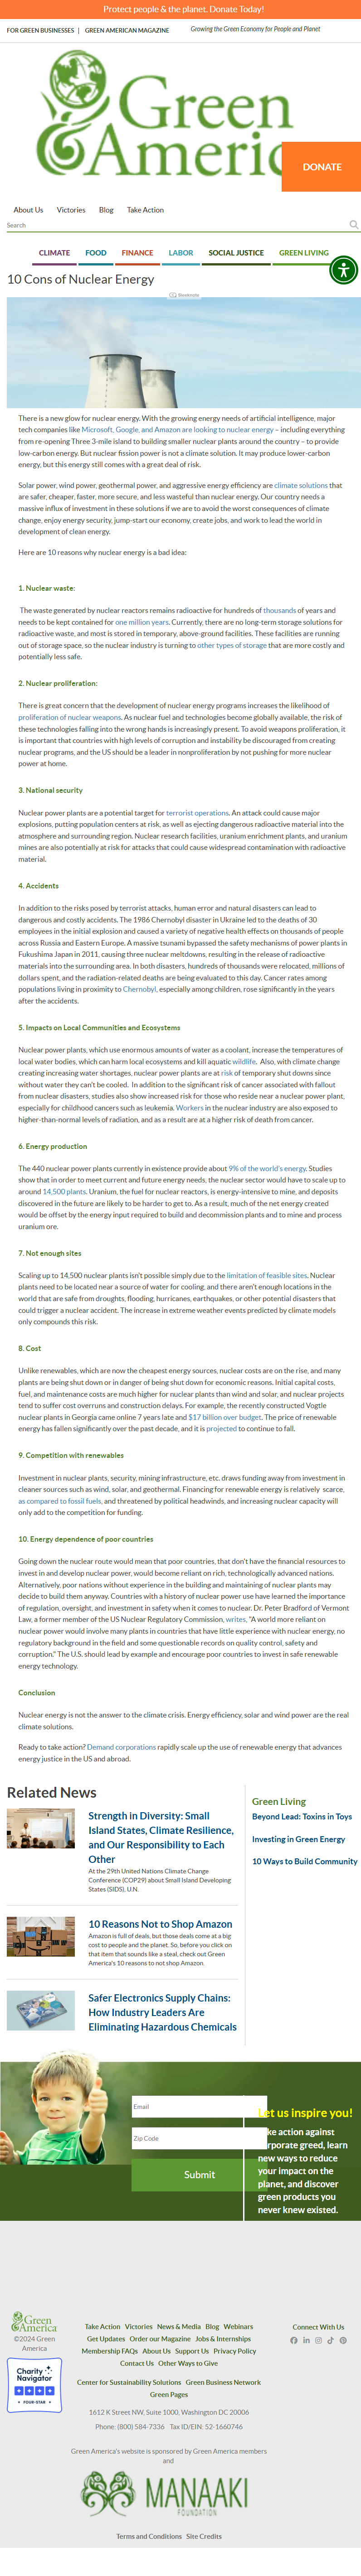 Protect people & the planet. Donate Today!
FOR GREEN BUSINESSES | GREEN AMERICAN MAGAZINE
Growing the Green Economy for People and Planet
Green
& Americ
DONATE
About Us Victories Blog Take Action
Search
CLIMATE FOOD FINANCE LABOR SOCIAL JUSTICE GREEN LIVING
10 Cons of Nuclear Energy
Sleeknote
There is a new glow for nuclear energy. With the growing energy needs of artificial intelligence, major
tech companies like Microsoft, Google, and Amazon are looking to nuclear energy – including everything
from re-opening Three 3-mile island to building smaller nuclear plants around the country – to provide
low-carbon energy. But nuclear fission power is not a climate solution. It may produce lower-carbon
energy, but this energy still comes with a great deal of risk.
Solar power, wind power, geothermal power, and aggressive energy efficiency are climate solutions that
are safer, cheaper, faster, more secure, and less wasteful than nuclear energy. Our country needs a
massive influx of investment in these solutions if we are to avoid the worst consequences of climate
change, enjoy energy security, jump-start our economy, create jobs, and work to lead the world in
development of clean energy.
Here are 10 reasons why nuclear energy is a bad idea:
1. Nuclear waste:
The waste generated by nuclear reactors remains radioactive for hundreds of thousands of years and
needs to be kept contained for one million years. Currently, there are no long-term storage solutions for
radioactive waste, and most is stored in temporary, above-ground facilities. These facilities are running
out of storage space, so the nuclear industry is turning to other types of storage that are more costly and
potentially less safe.
2. Nuclear proliferation:
There is great concern that the development of nuclear energy programs increases the likelihood of
proliferation of nuclear weapons. As nuclear fuel and technologies become globally available, the risk of
these technologies falling into the wrong hands is increasingly present. To avoid weapons proliferation, it
is important that countries with high levels of corruption and instability be discouraged from creating
nuclear programs, and the US should be a leader in nonproliferation by not pushing for more nuclear
power at home.
3. National security
Nuclear power plants are a potential target for terrorist operations. An attack could cause major
explosions, putting population centers at risk, as well as ejecting dangerous radioactive material into the
atmosphere and surrounding region. Nuclear research facilities, uranium enrichment plants, and uranium
mines are also potentially at risk for attacks that could cause widespread contamination with radioactive
material.
4. Accidents
In addition to the risks posed by terrorist attacks, human error and natural disasters can lead to
dangerous and costly accidents. The 1986 Chernobyl disaster in Ukraine led to the deaths of 30
employees in the initial explosion and caused a variety of negative health effects on thousands of people
across Russia and Eastern Europe. A massive tsunami bypassed the safety mechanisms of power plants in
Fukushima Japan in 2011, causing three nuclear meltdowns, resulting in the release of radioactive
materials into the surrounding area. In both disasters, hundreds of thousands were relocated, millions of
dollars spent, and the radiation-related deaths are being evaluated to this day. Cancer rates among
populations living in proximity to Chernobyl, especially among children, rose significantly in the years
after the accidents.
5. Impacts on Local Communities and Ecosystems
Nuclear power plants, which use enormous amounts of water as a coolant, increase the temperatures of
local water bodies, which can harm local ecosystems and kill aquatic wildlife. Also, with climate change
creating increasing water shortages, nuclear power plants are at risk of temporary shut downs since
without water they can't be cooled. In addition to the significant risk of cancer associated with fallout
from nuclear disasters, studies also show increased risk for those who reside near a nuclear power plant,
especially for childhood cancers such as leukemia. Workers in the nuclear industry are also exposed to
higher-than-normal levels of radiation, and as a result are at a higher risk of death from cancer.
6. Energy production
The 440 nuclear power plants currently in existence provide about 9% of the world's energy. Studies
show that in order to meet current and future energy needs, the nuclear sector would have to scale up to
around 14,500 plants. Uranium, the fuel for nuclear reactors, is energy-intensive to mine, and deposits
discovered in the future are likely to be harder to get to. As a result, much of the net energy created
would be offset by the energy input required to build and decommission plants and to mine and process
uranium ore.
7. Not enough sites
Scaling up to 14,500 nuclear plants isn't possible simply due to the limitation of feasible sites. Nuclear
plants need to be located near a source of water for cooling, and there aren't enough locations in the
world that are safe from droughts, flooding, hurricanes, earthquakes, or other potential disasters that
could trigger a nuclear accident. The increase in extreme weather events predicted by climate models
only compounds this risk.
8. Cost
Unlike renewables, which are now the cheapest energy sources, nuclear costs are on the rise, and many
plants are being shut down or in danger of being shut down for economic reasons. Initial capital costs,
fuel, and maintenance costs are much higher for nuclear plants than wind and solar, and nuclear projects
tend to suffer cost overruns and construction delays. For example, the recently constructed Vogtle
nuclear plants in Georgia came online 7 years late and $17 billion over budget. The price of renewable
energy has fallen significantly over the past decade, and it is projected to continue to fall.
9. Competition with renewables
Investment in nuclear plants, security, mining infrastructure, etc. draws funding away from investment in
cleaner sources such as wind, solar, and geothermal. Financing for renewable energy is relatively scarce,
as compared to fossil fuels, and threatened by political headwinds, and increasing nuclear capacity will
only add to the competition for funding.
10. Energy dependence of poor countries
Going down the nuclear route would mean that poor countries, that don't have the financial resources to
invest in and develop nuclear power, would become reliant on rich, technologically advanced nations.
Alternatively, poor nations without experience in the building and maintaining of nuclear plants may
decide to build them anyway. Countries with a history of nuclear power use have learned the importance
of regulation, oversight, and investment in safety when it comes to nuclear. Dr. Peter Bradford of Vermont
Law, a former member of the US Nuclear Regulatory Commission, writes, "A world more reliant on
nuclear power would involve many plants in countries that have little experience with nuclear energy, no
regulatory background in the field and some questionable records on quality control, safety and
corruption." The U.S. should lead by example and encourage poor countries to invest in safe renewable
energy technology.
Conclusion
Nuclear energy is not the answer to the climate crisis. Energy efficiency, solar and wind power are the real
climate solutions.
Ready to take action? Demand corporations rapidly scale up the use of renewable energy that advances
energy justice in the US and abroad.
Related News
Strength in Diversity: Small
Island States, Climate Resilience,
and Our Responsibility to Each
Other
At the 29th United Nations Climate Change
Conference (COP29) about Small Island Developing
States (SIDS), U.N.
10 Reasons Not to Shop Amazon
Amazon is full of deals, but those deals come at a big
cost to people and the planet. So, before you click on
that item that sounds like a steal, check out Green
America's 10 reasons to not shop Amazon.
Safer Electronics Supply Chains:
How Industry Leaders Are
Eliminating Hazardous Chemicals
Green Living
Beyond Lead: Toxins in Toys
Investing in Green Energy
10 Ways to Build Community
Email
Zip Code
Submit
Let us inspire you!
ke action against
rporate greed, learn
new ways to reduce
your impact on the
planet, and discover
green products you
never knew existed.
Green
America
©2024 Green
America
Charity
Navigator
FOUR-STAR
Take Action Victories News & Media Blog Webinars
Get Updates Order our Magazine Jobs & Internships
Membership FAQs About Us Support Us Privacy Policy
Contact Us Other Ways to Give
Center for Sustainability Solutions Green Business Network
Green Pages
1612 K Street NW, Suite 1000, Washington DC 20006
Phone: (800) 584-7336 Tax ID/EIN: 52-1660746
Green America's website is sponsored by Green America members
and
MANAAKI
FOUNDATION
Terms and Conditions Site Credits
Connect With Us